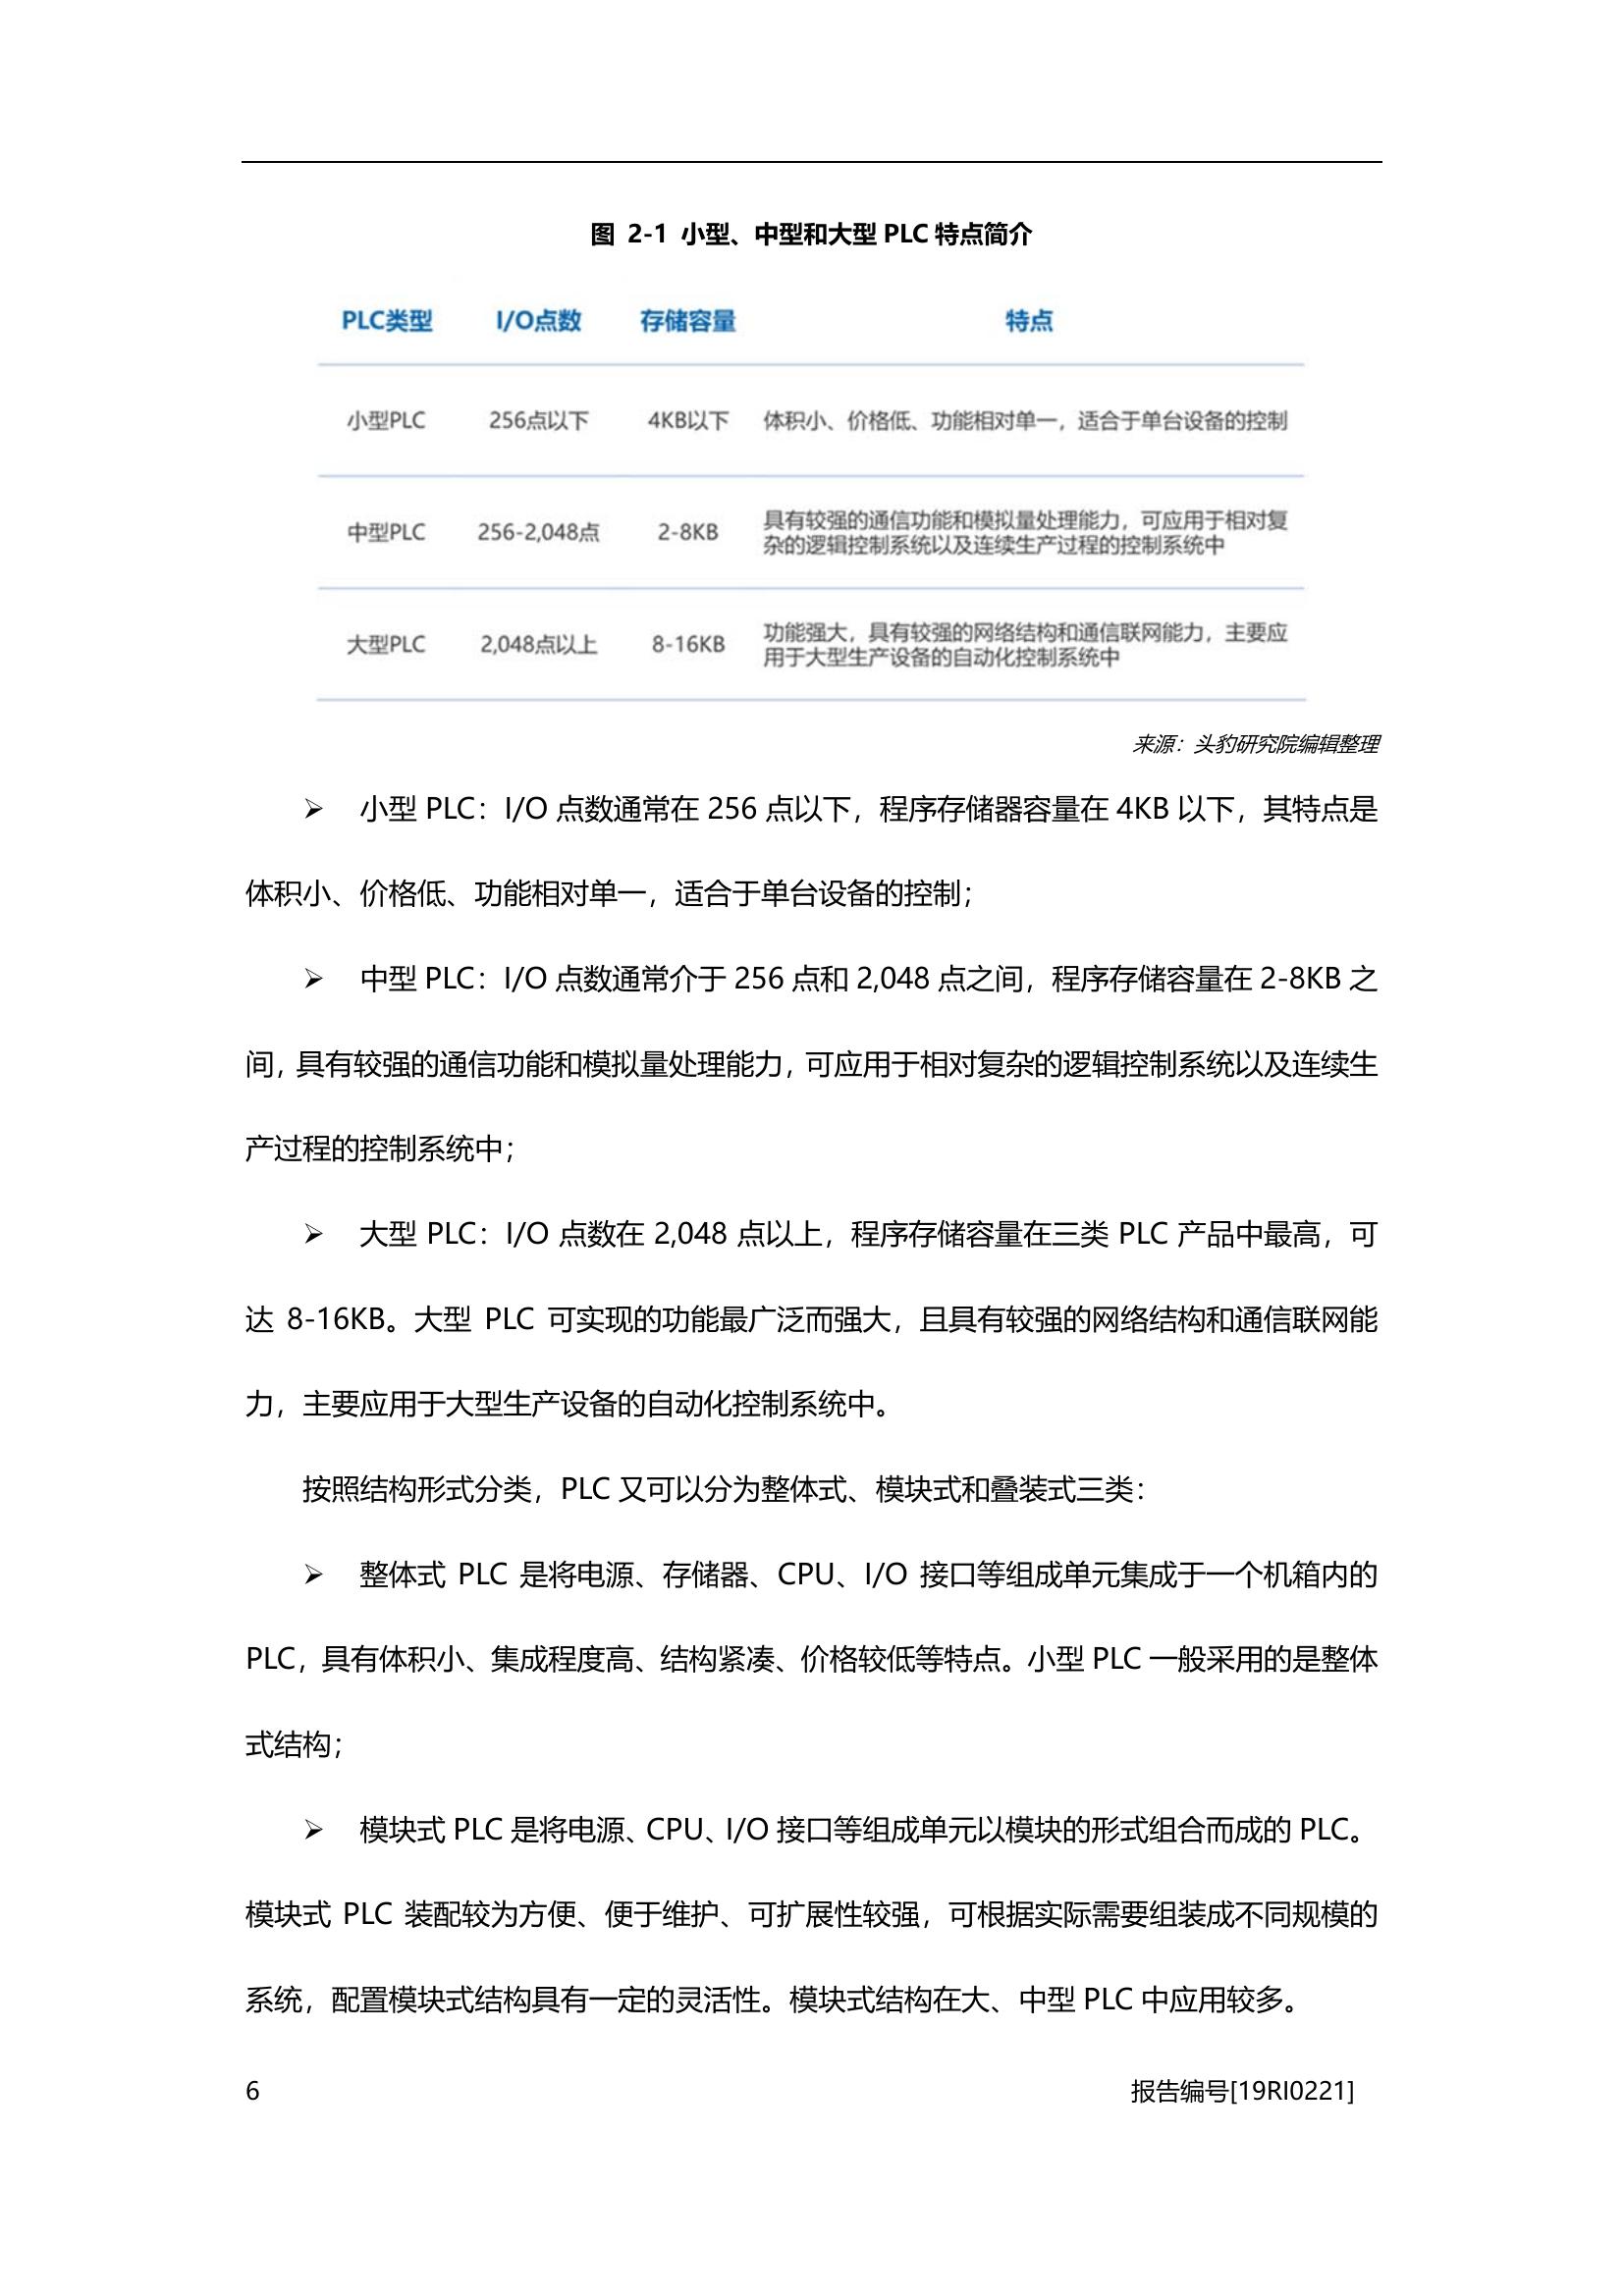 图 2-1 小型、中型和大型 PLC 特点简介
PLC类型 I/O点数 存储容量 特点
小型PLC 256点以下 4KB以下 体积小、价格低、功能相对单一，适合于单台设备的控制
中型PLC 256-2,048点 2-8KB 具有较强的通信功能和模拟量处理能力，可应用于相对复
杂的逻辑控制系统以及连续生产过程的控制系统中
大型PLC 2,048点以上 8-16KB 功能强大，具有较强的网络结构和通信联网能力，主要应
用于大型生产设备的自动化控制系统中
来源：头豹研究院编辑整理
➢ 小型 PLC：I/O 点数通常在 256 点以下，程序存储器容量在 4KB 以下，其特点是
体积小、价格低、功能相对单一，适合于单台设备的控制；
➢ 中型 PLC：I/O 点数通常介于 256 点和 2,048 点之间，程序存储容量在 2-8KB 之
间，具有较强的通信功能和模拟量处理能力，可应用于相对复杂的逻辑控制系统以及连续生
产过程的控制系统中；
➢ 大型 PLC：I/O 点数在 2,048 点以上，程序存储容量在三类 PLC 产品中最高，可
达 8-16KB。大型 PLC 可实现的功能最广泛而强大，且具有较强的网络结构和通信联网能
力，主要应用于大型生产设备的自动化控制系统中。
按照结构形式分类，PLC 又可以分为整体式、模块式和叠装式三类：
➢ 整体式 PLC 是将电源、存储器、CPU、I/O 接口等组成单元集成于一个机箱内的
PLC，具有体积小、集成程度高、结构紧凑、价格较低等特点。小型 PLC 一般采用的是整体
式结构；
➢ 模块式 PLC 是将电源、CPU、I/O 接口等组成单元以模块的形式组合而成的 PLC。
模块式 PLC 装配较为方便、便于维护、可扩展性较强，可根据实际需要组装成不同规模的
系统，配置模块式结构具有一定的灵活性。模块式结构在大、中型 PLC 中应用较多。
6 报告编号[19RI0221]